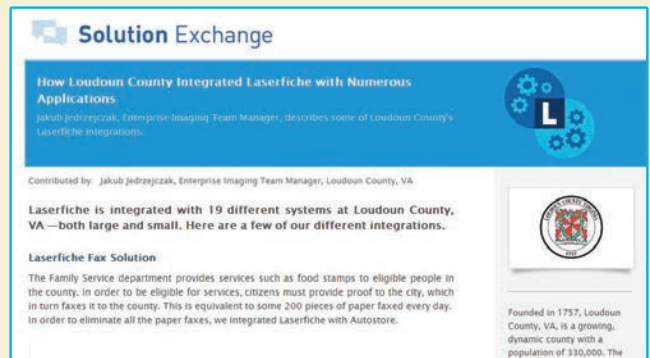 Solution Exchange
How Loudoun County Integrated Laserfiche with Numerous
Applications
Jakub Jedrzejczak, Enterprise Imaging Team Manager, describes some of Loudoun County's
Laserfiche integrations.
L
Contributed by: Jakub Jedrzejczak, Enterprise Imaging Team Manager, Loudoun County, VA
Laserfiche is integrated with 19 different systems at Loudoun County,
VA —both large and small. Here are a few of our different integrations.
Laserfiche Fax Solution
The Family Service department provides services such as food stamps to eligible people in
the county. In order to be eligible for services, citizens must provide proof to the city, which
in turn faxes it to the county. This is equivalent to some 200 pieces of paper faxed every day.
In order to eliminate all the paper faxes, we integrated Laserfiche with Autostore.
LOUDOUN COUNTY VIRGINIA
1757
Founded in 1757, Loudoun
County, VA, is a growing,
dynamic county with a
population of 330,000. The